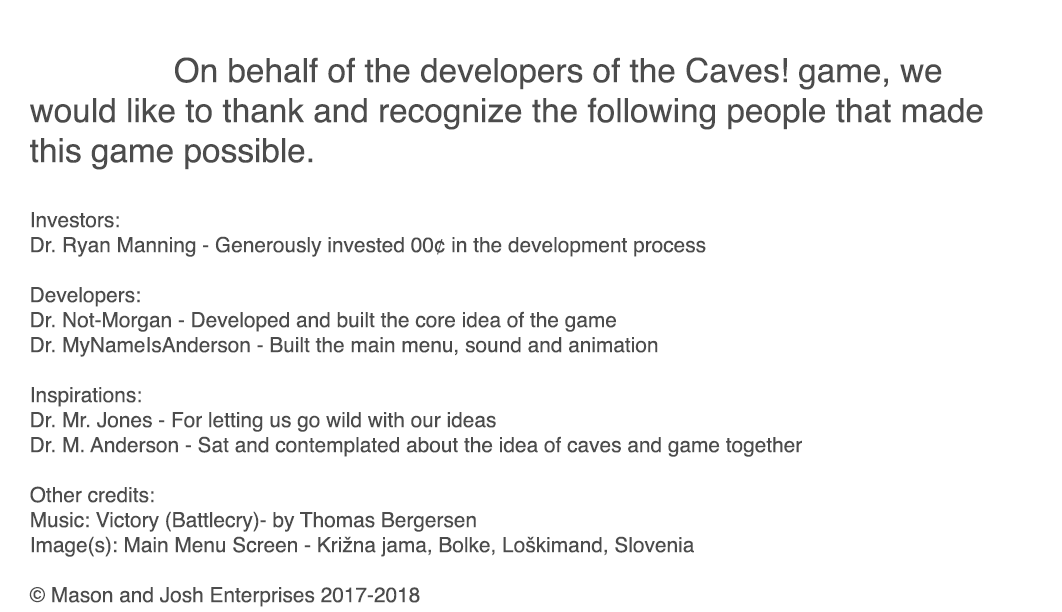 On behalf of the developers of the Caves! game, we
would like to thank and recognize the following people that made
this game possible.
Investors:
Dr. Ryan Manning - Generously invested 00¢ in the development process
Developers:
Dr. Not-Morgan - Developed and built the core idea of the game
Dr. MyNameIsAnderson - Built the main menu, sound and animation
Inspirations:
Dr. Mr. Jones - For letting us go wild with our ideas
Dr. M. Anderson - Sat and contemplated about the idea of caves and game together
Other credits:
Music: Victory (Battlecry)- by Thomas Bergersen
Image(s): Main Menu Screen - Križna jama, Bolke, Loškimand, Slovenia
© Mason and Josh Enterprises 2017-2018